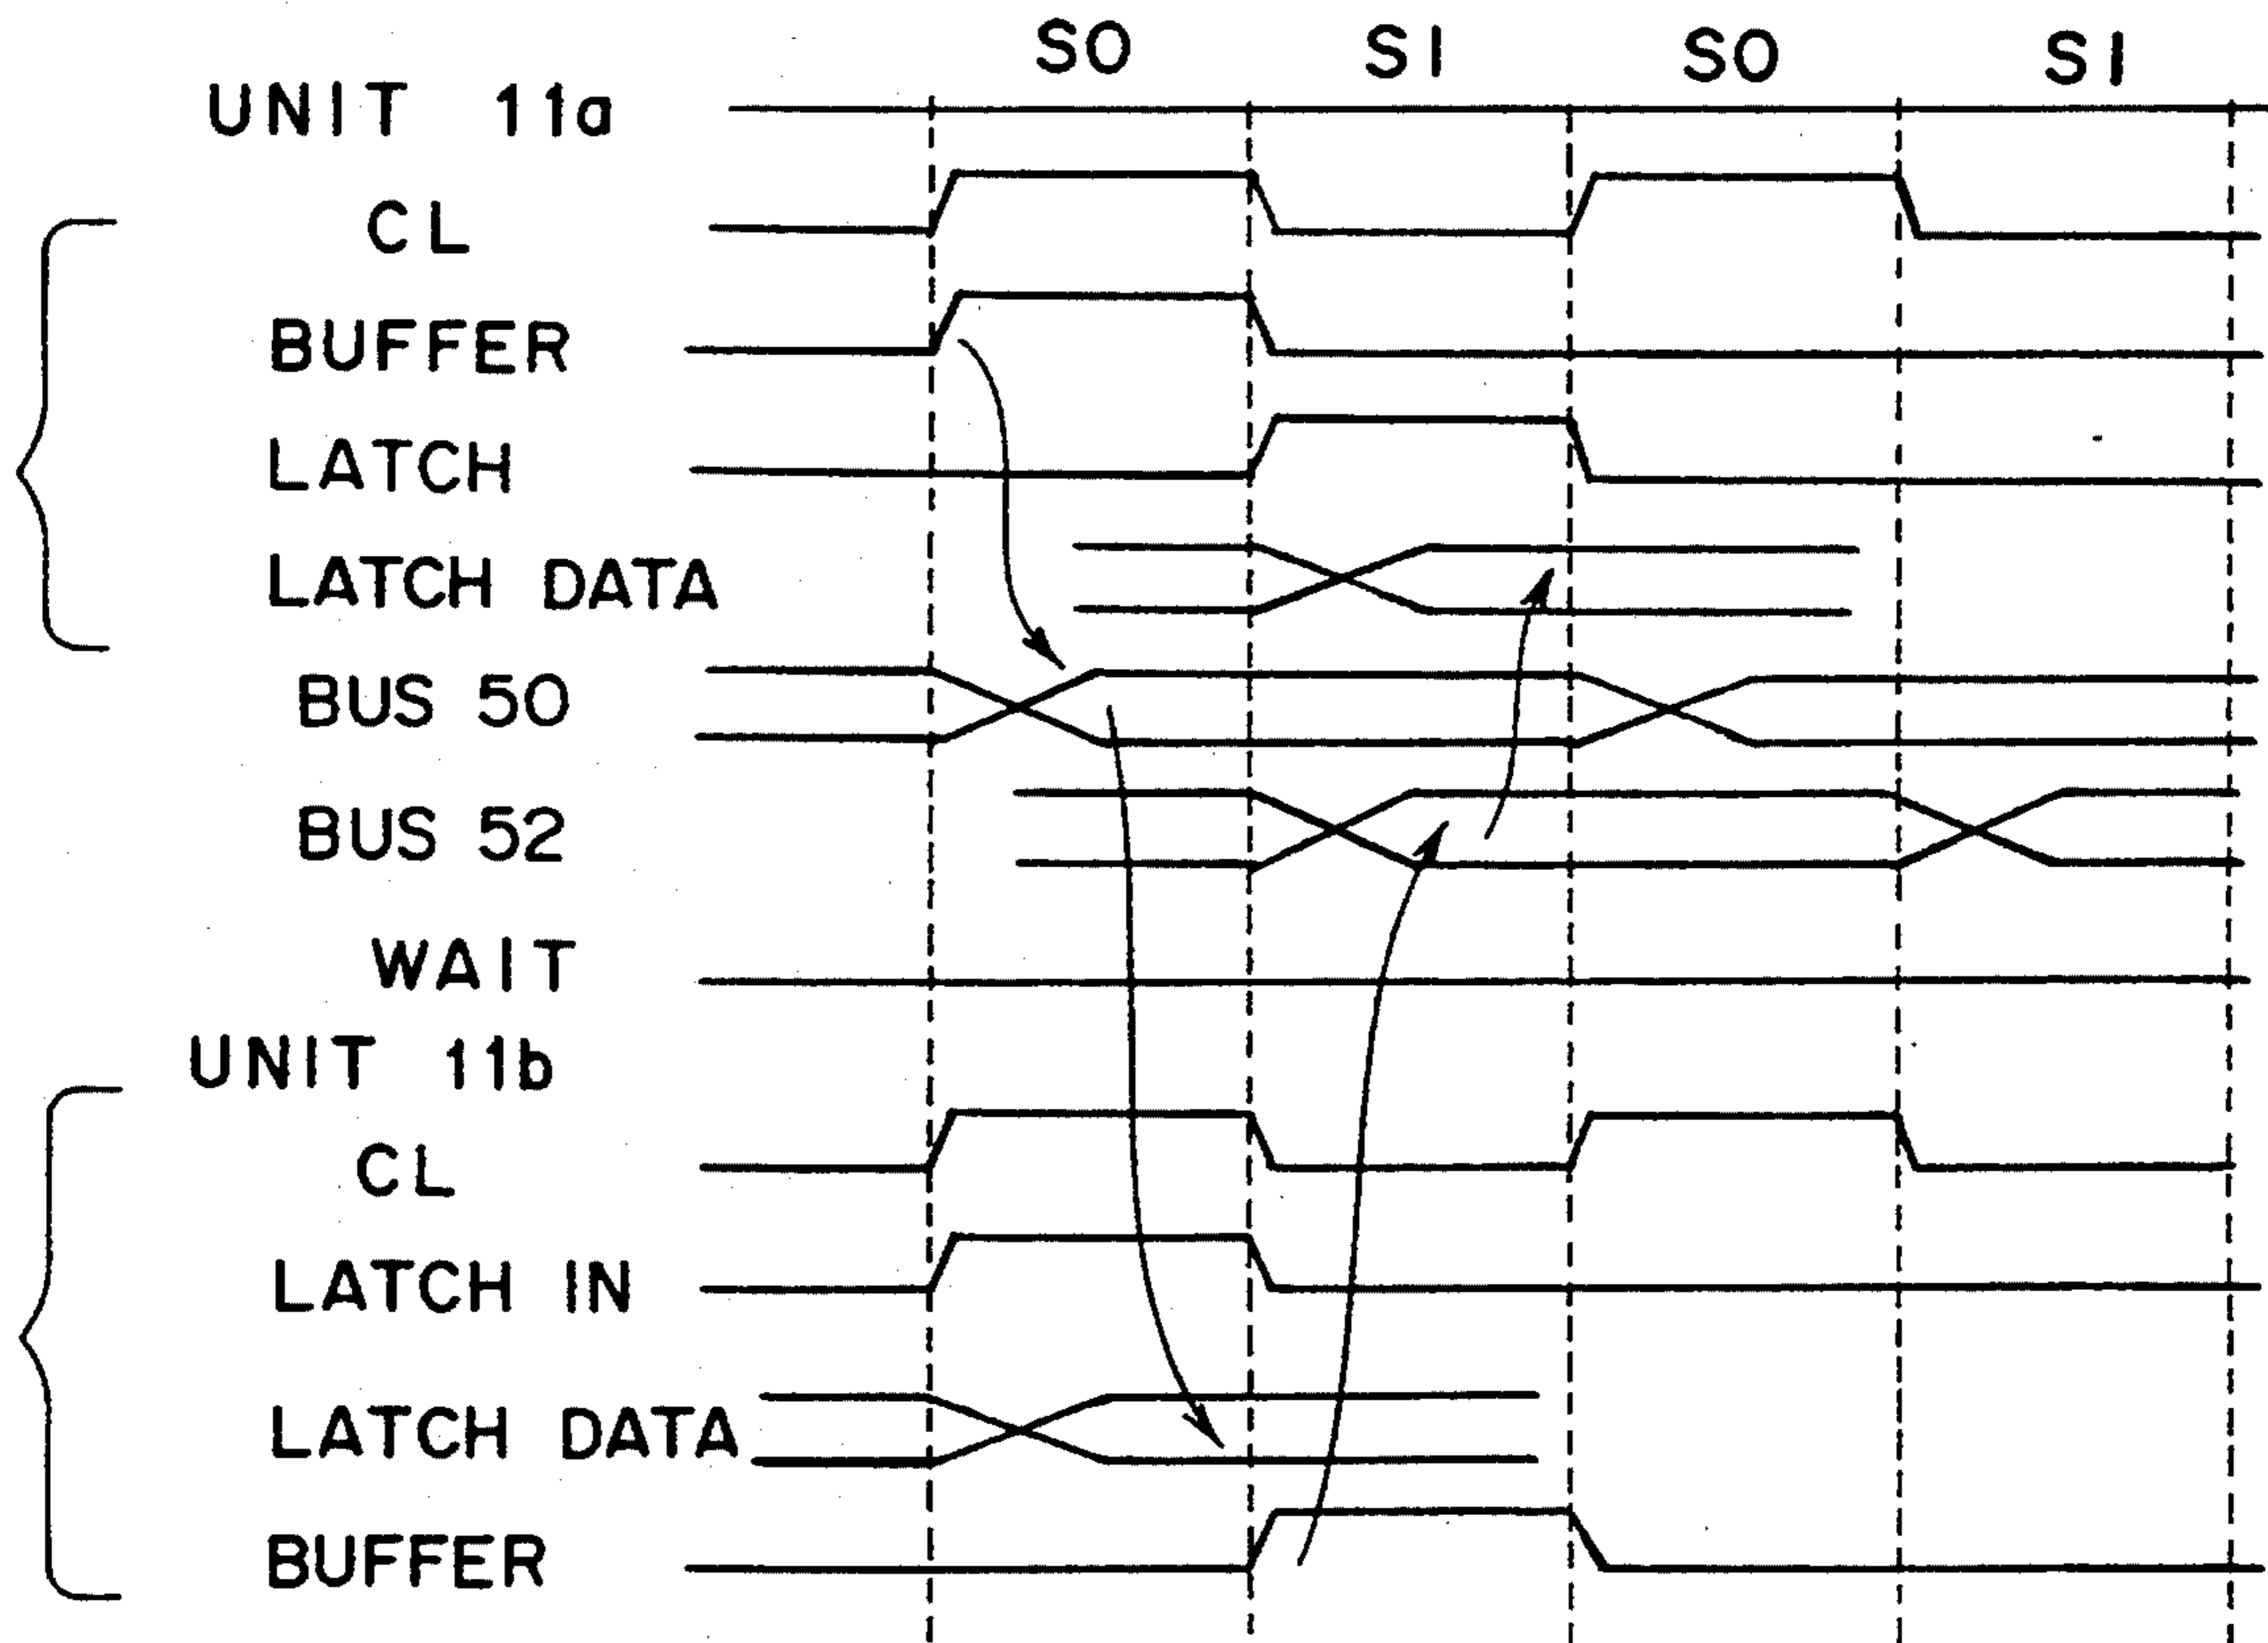 SO SI SO SI
UNIT 11a
CL
BUFFER
LATCH
LATCH DATA
BUS 50
BUS 52
WAIT
UNIT 11b
CL
LATCH IN
LATCH DATA
BUFFER